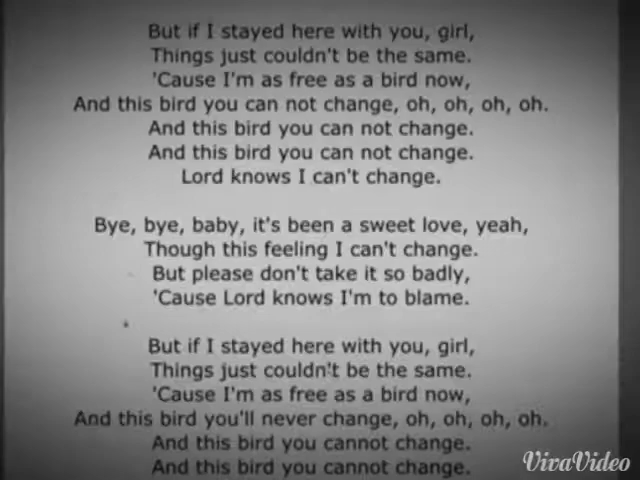 But if I stayed here with you, girl,
Things just couldn't be the same.
'Cause I'm as free as a bird now,
And this bird you can not change, oh, oh, oh, oh.
And this bird you can not change.
And this bird you can not change.
Lord knows I can't change.
Bye, bye, baby, it's been a sweet love, yeah,
Though this feeling I can't change.
But please don't take it so badly,
'Cause Lord knows I'm to blame.
But if I stayed here with you, girl,
Things just couldn't be the same.
'Cause I'm as free as a bird now,
And this bird you'll never change, oh, oh, oh, oh.
And this bird you cannot change.
And this bird you cannot change.
VivaVideo